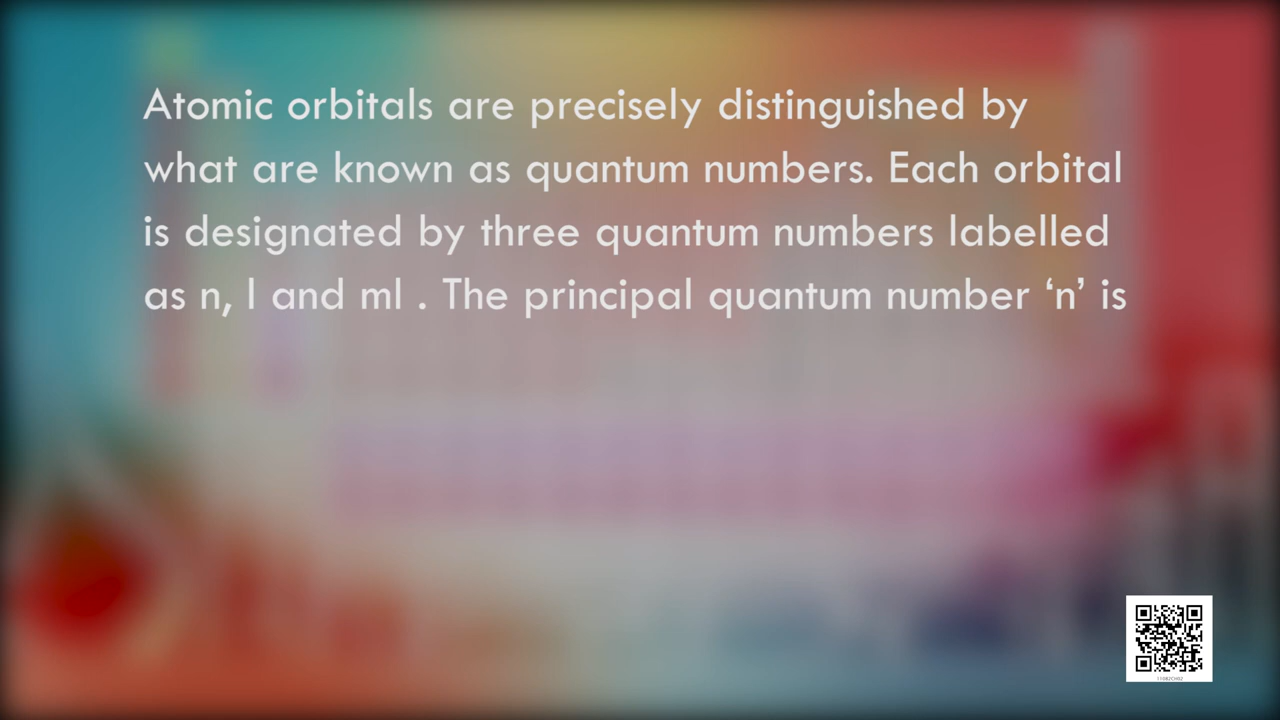 Atomic orbitals are precisely distinguished by
what are known as quantum numbers. Each orbital
is designated by three quantum numbers labelled
as n, l and ml . The principal quantum number ‘n’ is